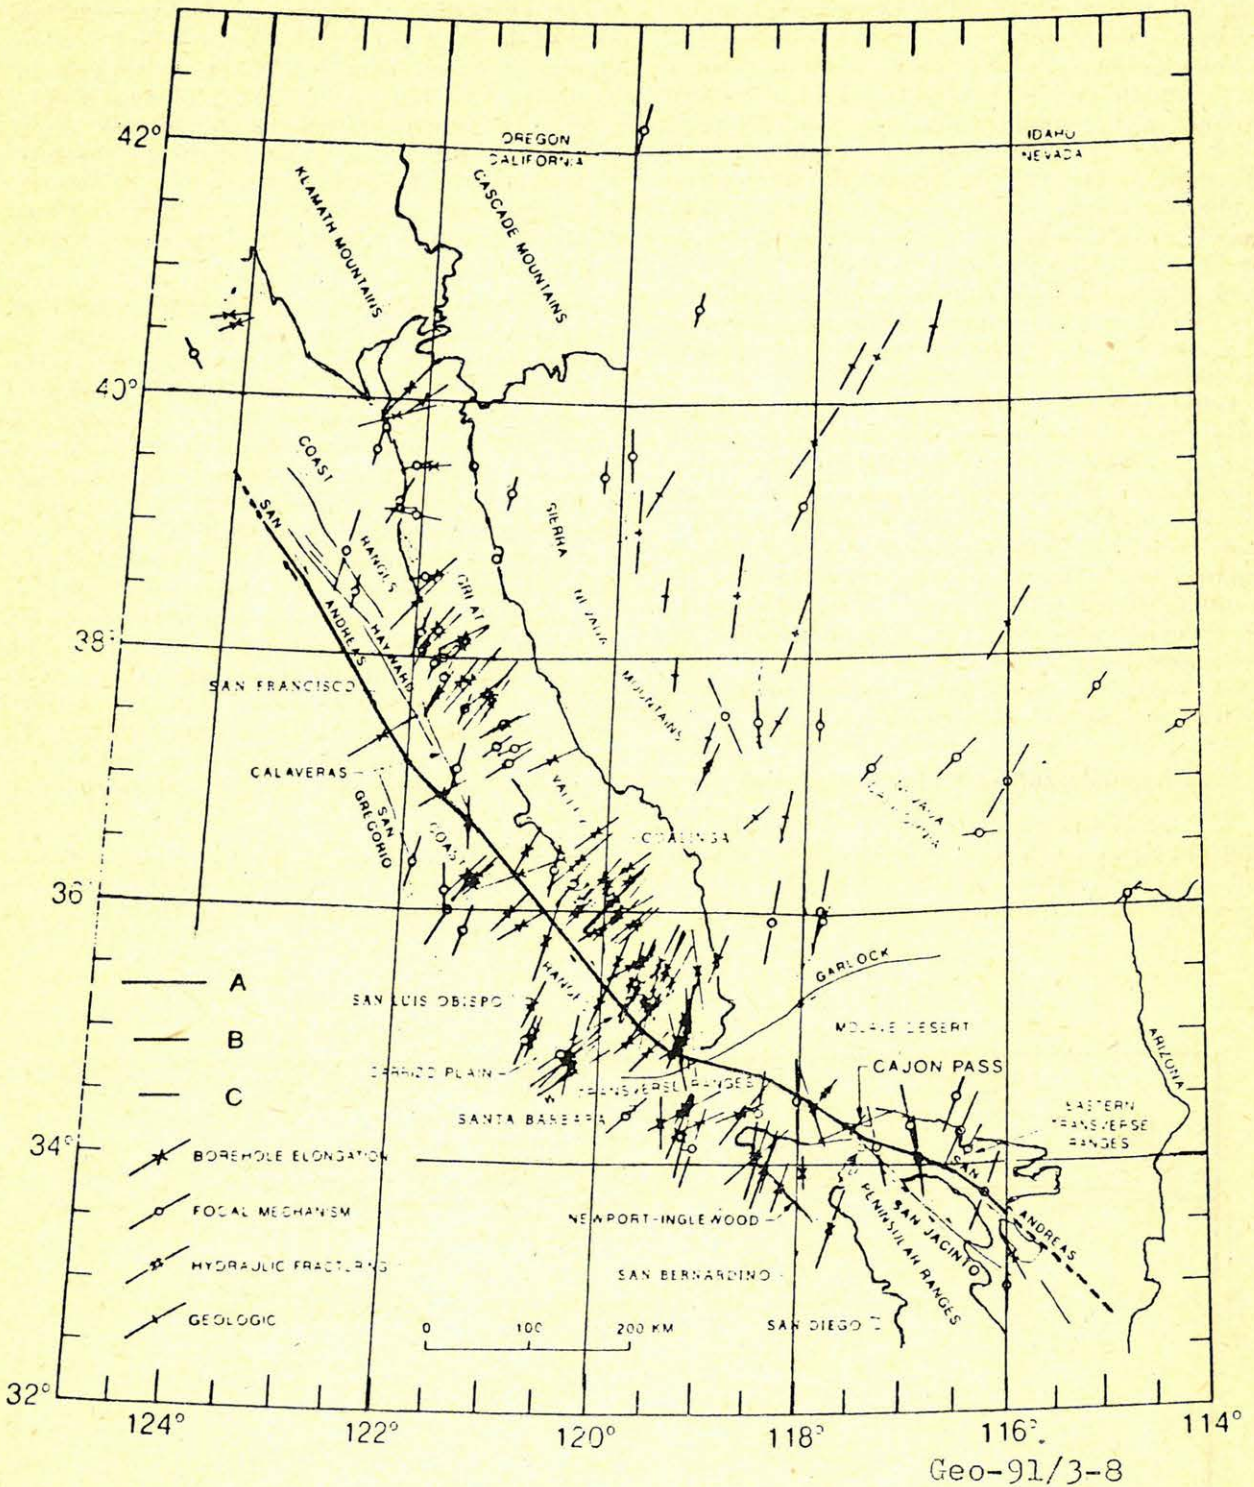 42°
OREGON
CALIFORNIA
IDAHO
NEVADA
KLAMATH MOUNTAINS
CASCADE MOUNTAINS
40°
COAST
RANGES
SAN
ANDREAS
HAYWARD
GREAT
VALLEY
SIERRA
NEVADA
MOUNTAINS
38°
SAN FRANCISCO
CALAVERAS
SAN
GREGORIO
COAST
COALINGA
NEVADA
CALIFORNIA
36°
RANGES
GARLOCK
A
SAN LUIS OBISPO
MOJAVE DESERT
B
CARRIZO PLAIN
CAJON PASS
ARIZONA
C
TRANSVERSE RANGES
SANTA BARBARA
EASTERN
TRANSVERSE
RANGES
34°
BOREHOLE ELONGATION
SAN
ANDREAS
FOCAL MECHANISM
NEWPORT-INGLEWOOD
SAN JACINTO
PENINSULAR RANGES
HYDRAULIC FRACTURING
SAN BERNARDINO
GEOLOGIC
0 100 200 KM
SAN DIEGO
32°
124° 122° 120° 118° 116° 114°
Geo-91/3-8